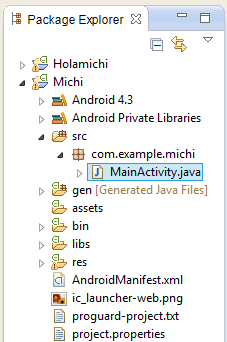 Package Explorer
Holamichi
Michi
Android 4.3
Android Private Libraries
src
com.example.michi
MainActivity.java
gen [Generated Java Files]
assets
bin
libs
res
AndroidManifest.xml
ic_launcher-web.png
proguard-project.txt
project.properties